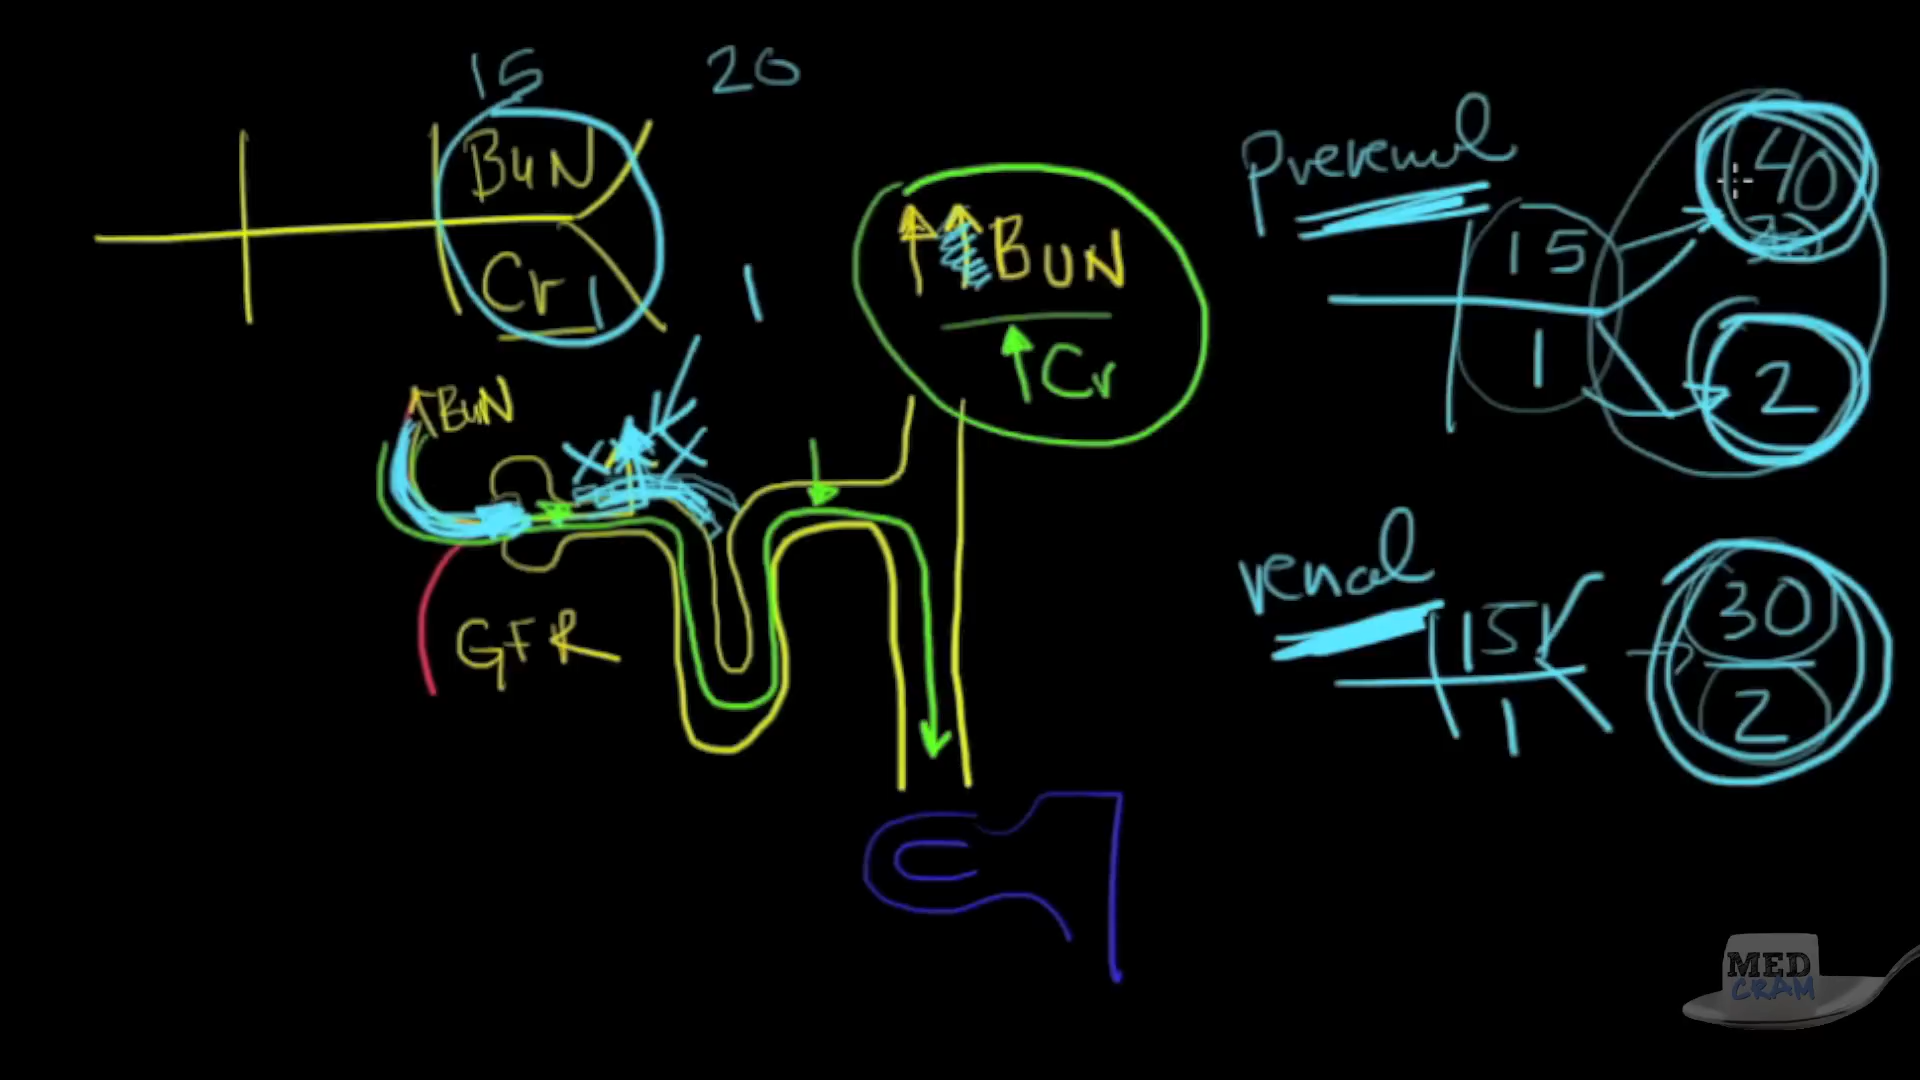 15 20
BUN
Cr 1 1
↑↑ BUN
↑ Cr
↑BUN
GFR
Prerenal
15 40
1 2
renal
15 → 30
1 2
MED
CRAM